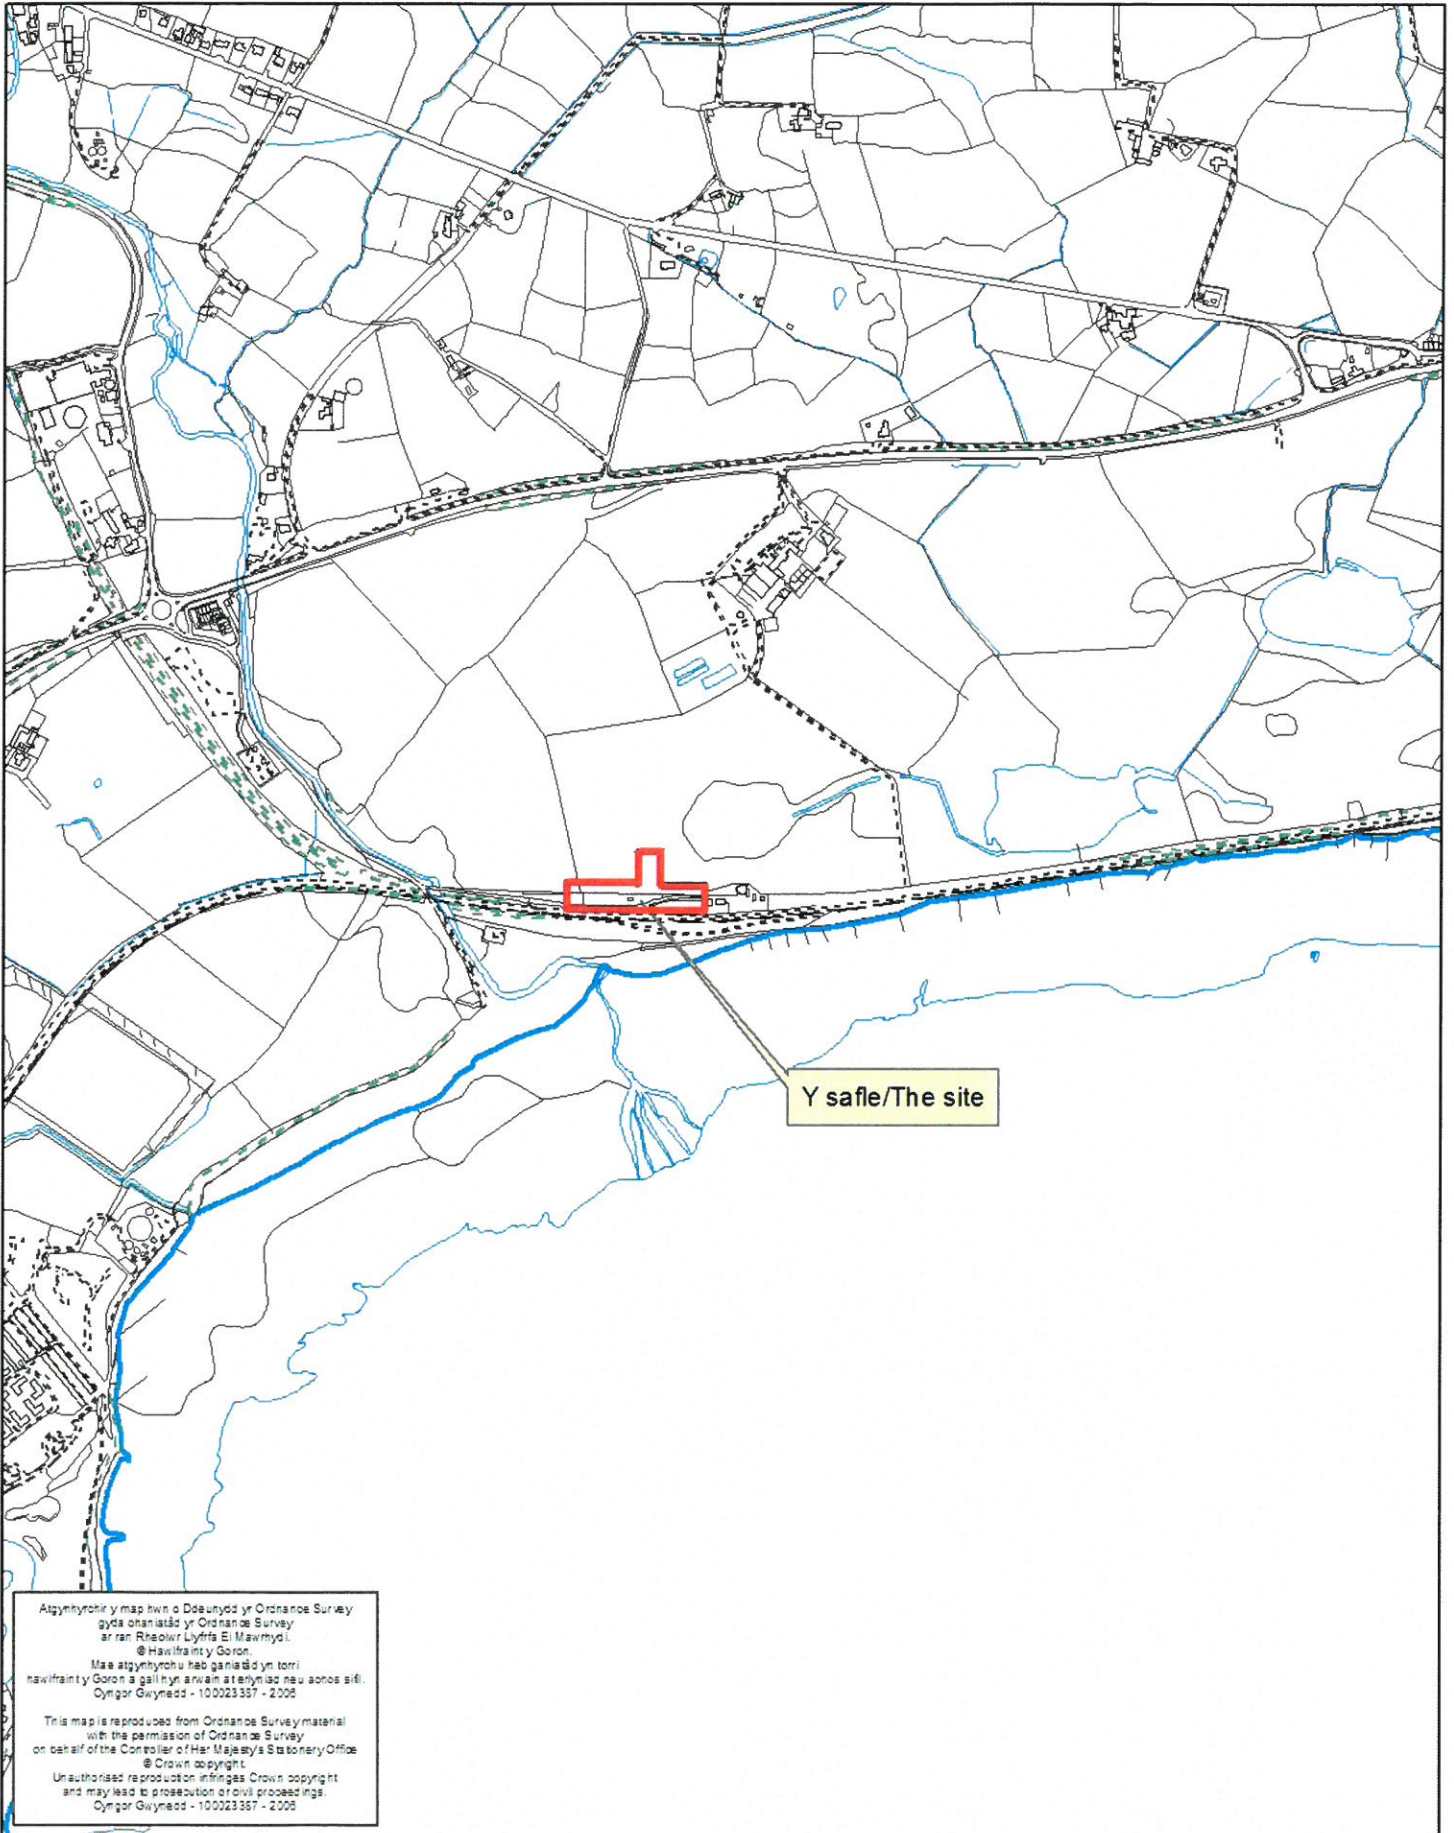 Y safle/The site
Atgynhyrchir y map hwn o Ddeunydd yr Ordnance Survey
gyda chaniatâd yr Ordnance Survey
ar ran Rheolwr Llyfrfa Ei Mawrhydi.
© Hawlfraint y Goron.
Mae atgynhyrchu heb ganiatâd yn torri
hawlfraint y Goron a gall hyn arwain at erlyniad neu achos sifil.
Cyngor Gwynedd - 100023387 - 2006
This map is reproduced from Ordnance Survey material
with the permission of Ordnance Survey
on behalf of the Controller of Her Majesty's Stationery Office
© Crown copyright.
Unauthorised reproduction infringes Crown copyright
and may lead to prosecution or civil proceedings.
Cyngor Gwynedd - 100023387 - 2006